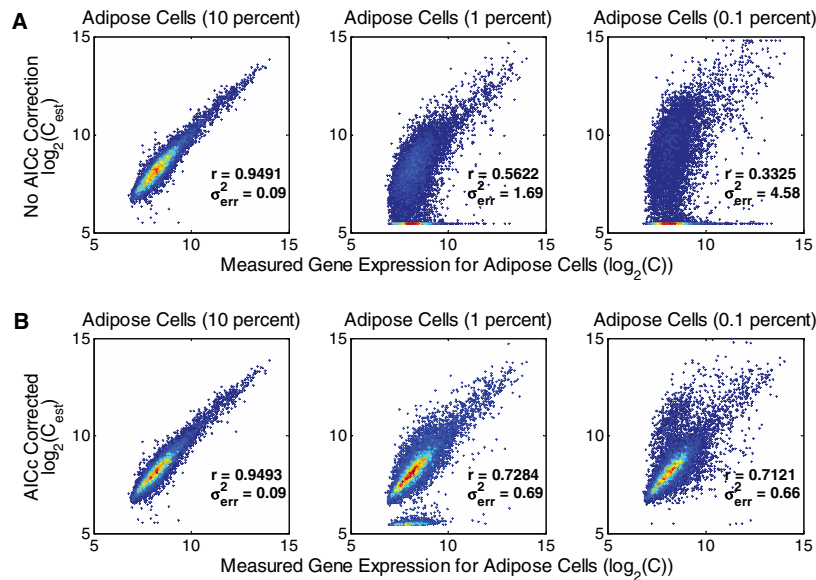 A
Adipose Cells (10 percent)
Adipose Cells (1 percent)
Adipose Cells (0.1 percent)
No AICc Correction
log2(Cest)
15
10
5
r = 0.9491
σ²err = 0.09
5 10 15
15
10
5
r = 0.5622
σ²err = 1.69
5 10 15
15
10
5
r = 0.3325
σ²err = 4.58
5 10 15
Measured Gene Expression for Adipose Cells (log2(C))
B
Adipose Cells (10 percent)
Adipose Cells (1 percent)
Adipose Cells (0.1 percent)
AICc Corrected
log2(Cest)
15
10
5
r = 0.9493
σ²err = 0.09
5 10 15
15
10
5
r = 0.7284
σ²err = 0.69
5 10 15
15
10
5
r = 0.7121
σ²err = 0.66
5 10 15
Measured Gene Expression for Adipose Cells (log2(C))